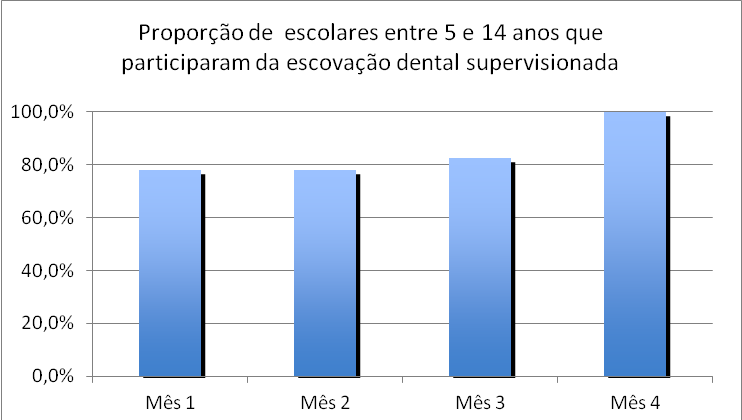 Proporção de  escolares entre 5 e 14 anos que
participaram da escovação dental supervisionada
100,0%
80,0%
60,0%
40,0%
20,0%
0,0%
Mês 1 Mês 2 Mês 3 Mês 4